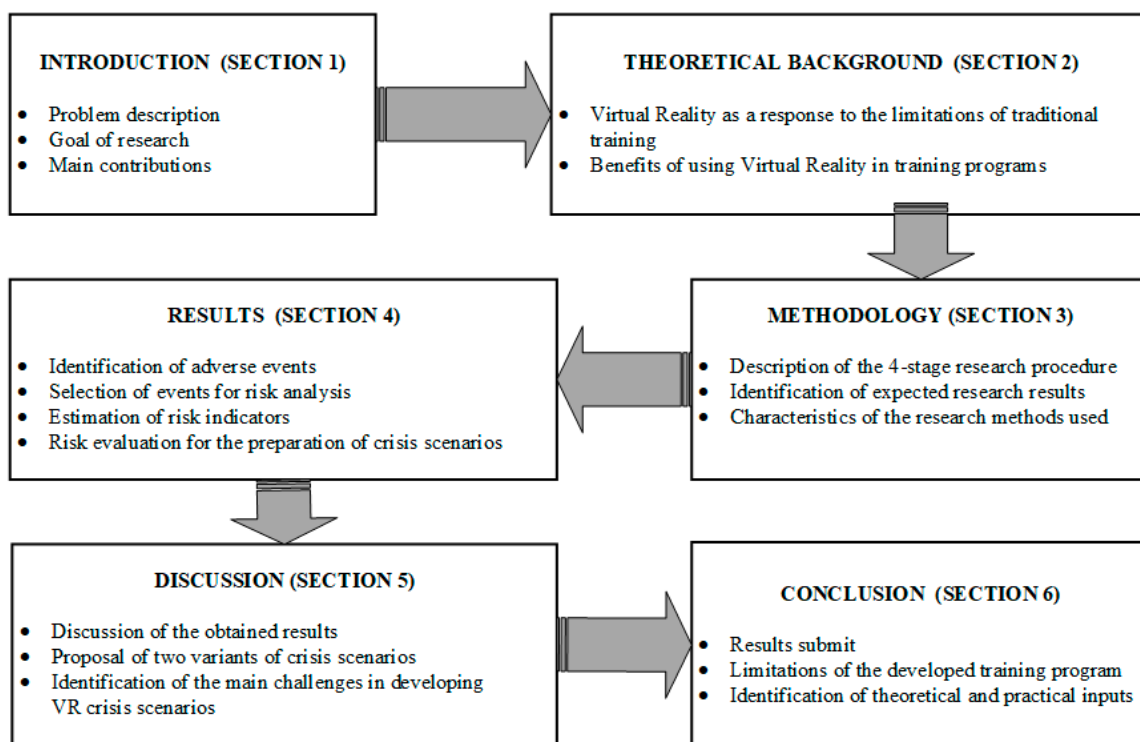 INTRODUCTION (SECTION 1)
• Problem description
• Goal of research
• Main contributions
THEORETICAL BACKGROUND (SECTION 2)
• Virtual Reality as a response to the limitations of traditional
training
• Benefits of using Virtual Reality in training programs
METHODOLOGY (SECTION 3)
• Description of the 4-stage research procedure
• Identification of expected research results
• Characteristics of the research methods used
RESULTS (SECTION 4)
• Identification of adverse events
• Selection of events for risk analysis
• Estimation of risk indicators
• Risk evaluation for the preparation of crisis scenarios
DISCUSSION (SECTION 5)
• Discussion of the obtained results
• Proposal of two variants of crisis scenarios
• Identification of the main challenges in developing
VR crisis scenarios
CONCLUSION (SECTION 6)
• Results submit
• Limitations of the developed training program
• Identification of theoretical and practical inputs